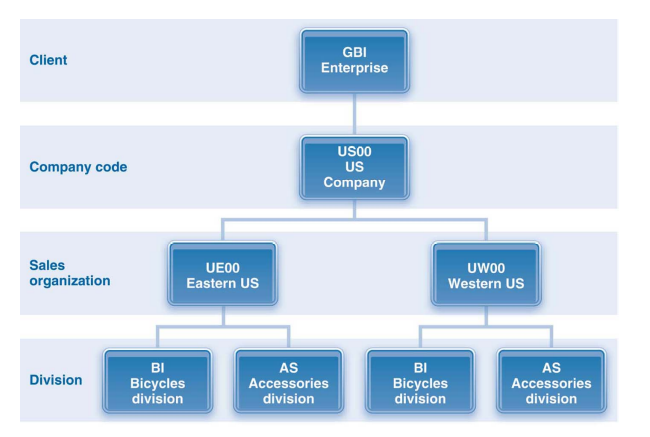 Client
GBI
Enterprise
Company code
US00
US
Company
Sales
organization
UE00
Eastern US
UW00
Western US
Division
BI
Bicycles
division
AS
Accessories
division
BI
Bicycles
division
AS
Accessories
division